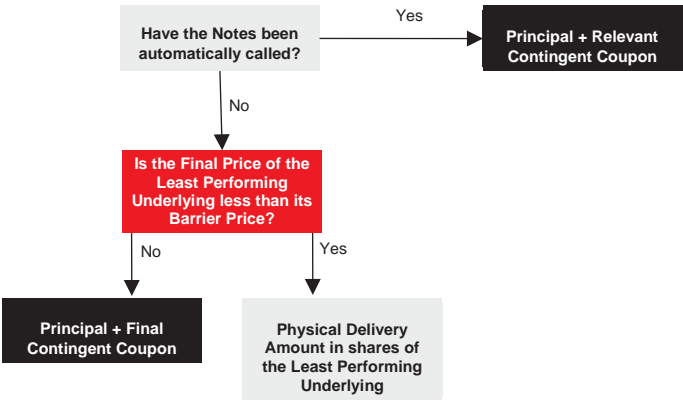 Have the Notes been
automatically called?
Yes
Principal + Relevant
Contingent Coupon
No
Is the Final Price of the
Least Performing
Underlying less than its
Barrier Price?
No
Yes
Principal + Final
Contingent Coupon
Physical Delivery
Amount in shares of
the Least Performing
Underlying